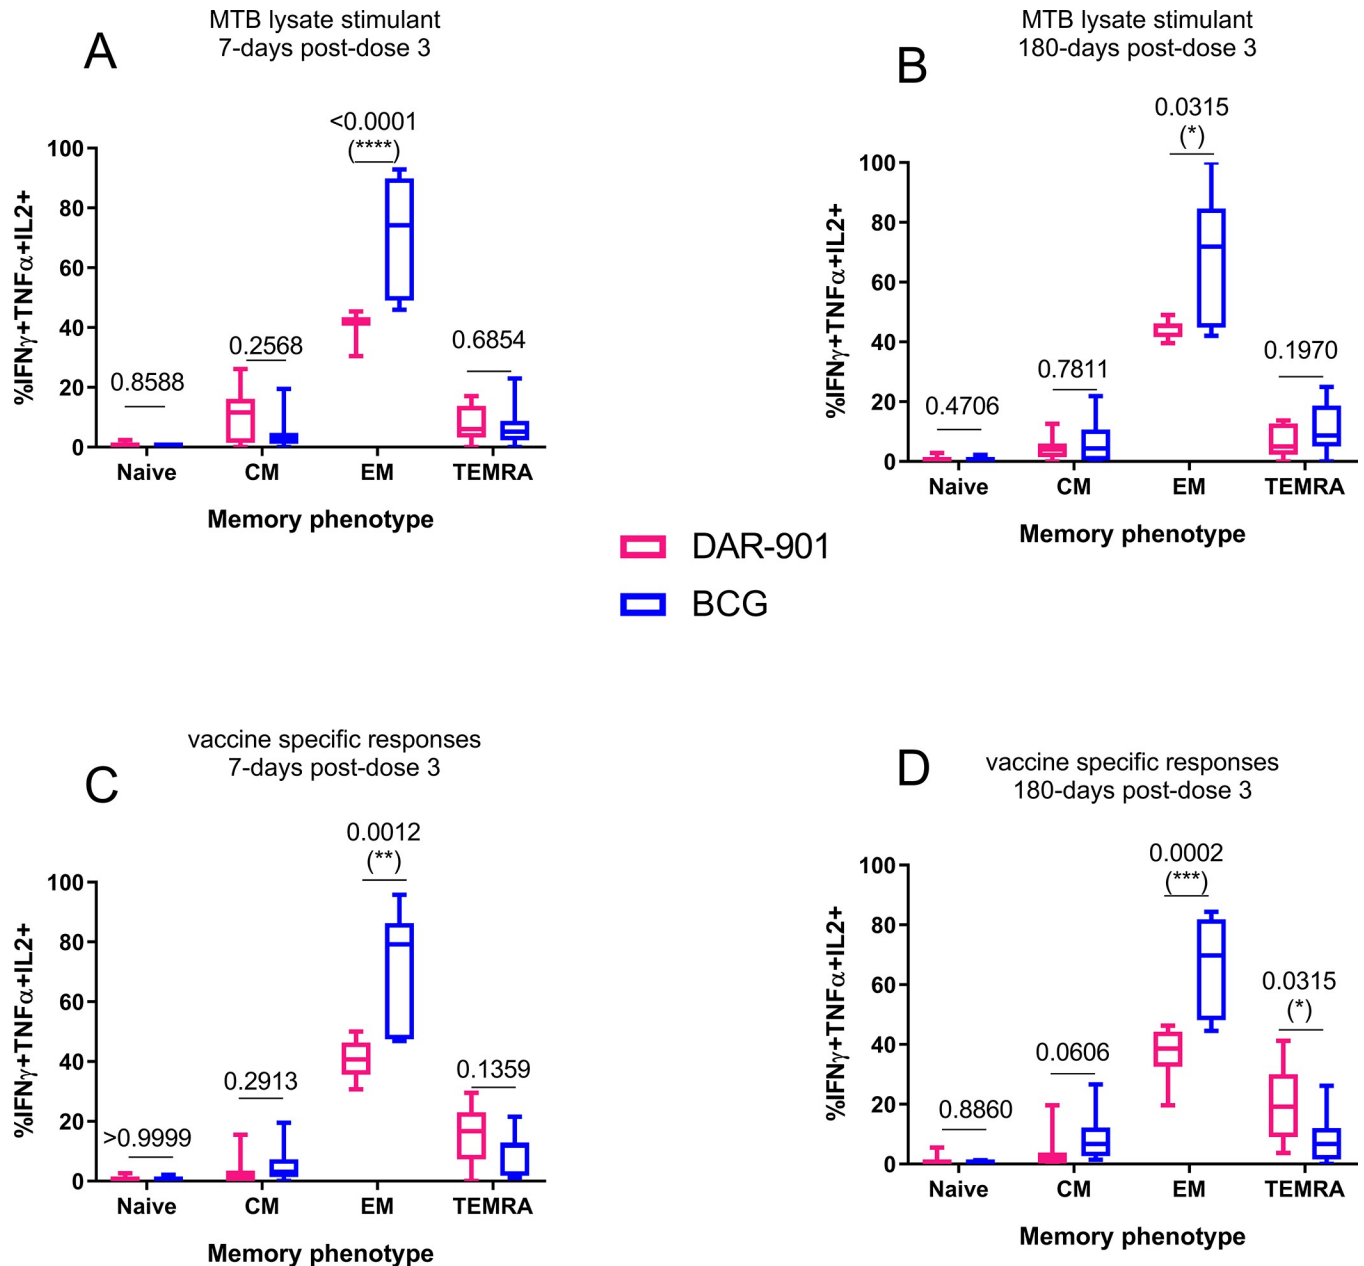 A
MTB lysate stimulant
7-days post-dose 3
%IFNγ+TNFα+IL2+
100
80
60
40
20
0
0.8588
0.2568
<0.0001
(****)
0.6854
Naive
CM
EM
TEMRA
Memory phenotype
B
MTB lysate stimulant
180-days post-dose 3
%IFNγ+TNFα+IL2+
100
80
60
40
20
0
0.4706
0.7811
0.0315
(*)
0.1970
Naive
CM
EM
TEMRA
Memory phenotype
DAR-901
BCG
C
vaccine specific responses
7-days post-dose 3
%IFNγ+TNFα+IL2+
100
80
60
40
20
0
>0.9999
0.2913
0.0012
(**)
0.1359
Naive
CM
EM
TEMRA
Memory phenotype
D
vaccine specific responses
180-days post-dose 3
%IFNγ+TNFα+IL2+
100
80
60
40
20
0
0.8860
0.0606
0.0002
(***)
0.0315
(*)
Naive
CM
EM
TEMRA
Memory phenotype